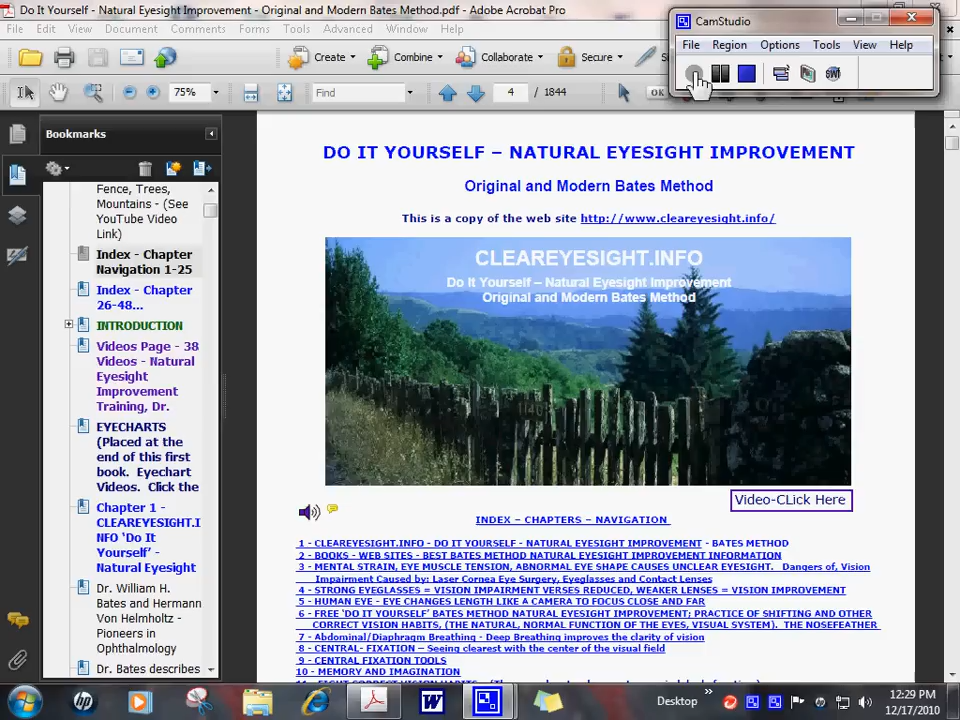 Do It Yourself - Natural Eyesight Improvement - Original and Modern Bates Method.pdf - Adobe Acrobat Pro
File Edit View Document Comments Forms Tools Advanced Window Help
CamStudio
File Region Options Tools View Help
Create Combine Collaborate Secure
75% Find 4 / 1844 OK
Bookmarks
Fence, Trees,
Mountains - (See
YouTube Video
Link)
Index - Chapter
Navigation 1-25
Index - Chapter
26-48...
INTRODUCTION
Videos Page - 38
Videos - Natural
Eyesight
Improvement
Training, Dr.
EYECHARTS
(Placed at the
end of this first
book. Eyechart
Videos. Click the
Chapter 1 -
CLEAREYESIGHT.I
NFO 'Do It
Yourself' -
Natural Eyesight
Dr. William H.
Bates and Hermann
Von Helmholtz -
Pioneers in
Ophthalmology
Dr. Bates describes
DO IT YOURSELF – NATURAL EYESIGHT IMPROVEMENT
Original and Modern Bates Method
This is a copy of the web site http://www.cleareyesight.info/
CLEAREYESIGHT.INFO
Do It Yourself – Natural Eyesight Improvement
Original and Modern Bates Method
1140
Video-CLick Here
INDEX – CHAPTERS – NAVIGATION
1 - CLEAREYESIGHT.INFO - DO IT YOURSELF - NATURAL EYESIGHT IMPROVEMENT - BATES METHOD
2 - BOOKS - WEB SITES - BEST BATES METHOD NATURAL EYESIGHT IMPROVEMENT INFORMATION
3 - MENTAL STRAIN, EYE MUSCLE TENSION, ABNORMAL EYE SHAPE CAUSES UNCLEAR EYESIGHT. Dangers of, Vision
Impairment Caused by: Laser Cornea Eye Surgery, Eyeglasses and Contact Lenses
4 - STRONG EYEGLASSES = VISION IMPAIRMENT VERSES REDUCED, WEAKER LENSES = VISION IMPROVEMENT
5 - HUMAN EYE - EYE CHANGES LENGTH LIKE A CAMERA TO FOCUS CLOSE AND FAR
6 - FREE 'DO IT YOURSELF' BATES METHOD NATURAL EYESIGHT IMPROVEMENT; PRACTICE OF SHIFTING AND OTHER
CORRECT VISION HABITS, (THE NATURAL, NORMAL FUNCTION OF THE EYES, VISUAL SYSTEM). THE NOSEFEATHER
7 - Abdominal/Diaphragm Breathing - Deep Breathing improves the clarity of vision
8 - CENTRAL- FIXATION – Seeing clearest with the center of the visual field
9 - CENTRAL FIXATION TOOLS
10 - MEMORY AND IMAGINATION
Desktop
12:29 PM
12/17/2010